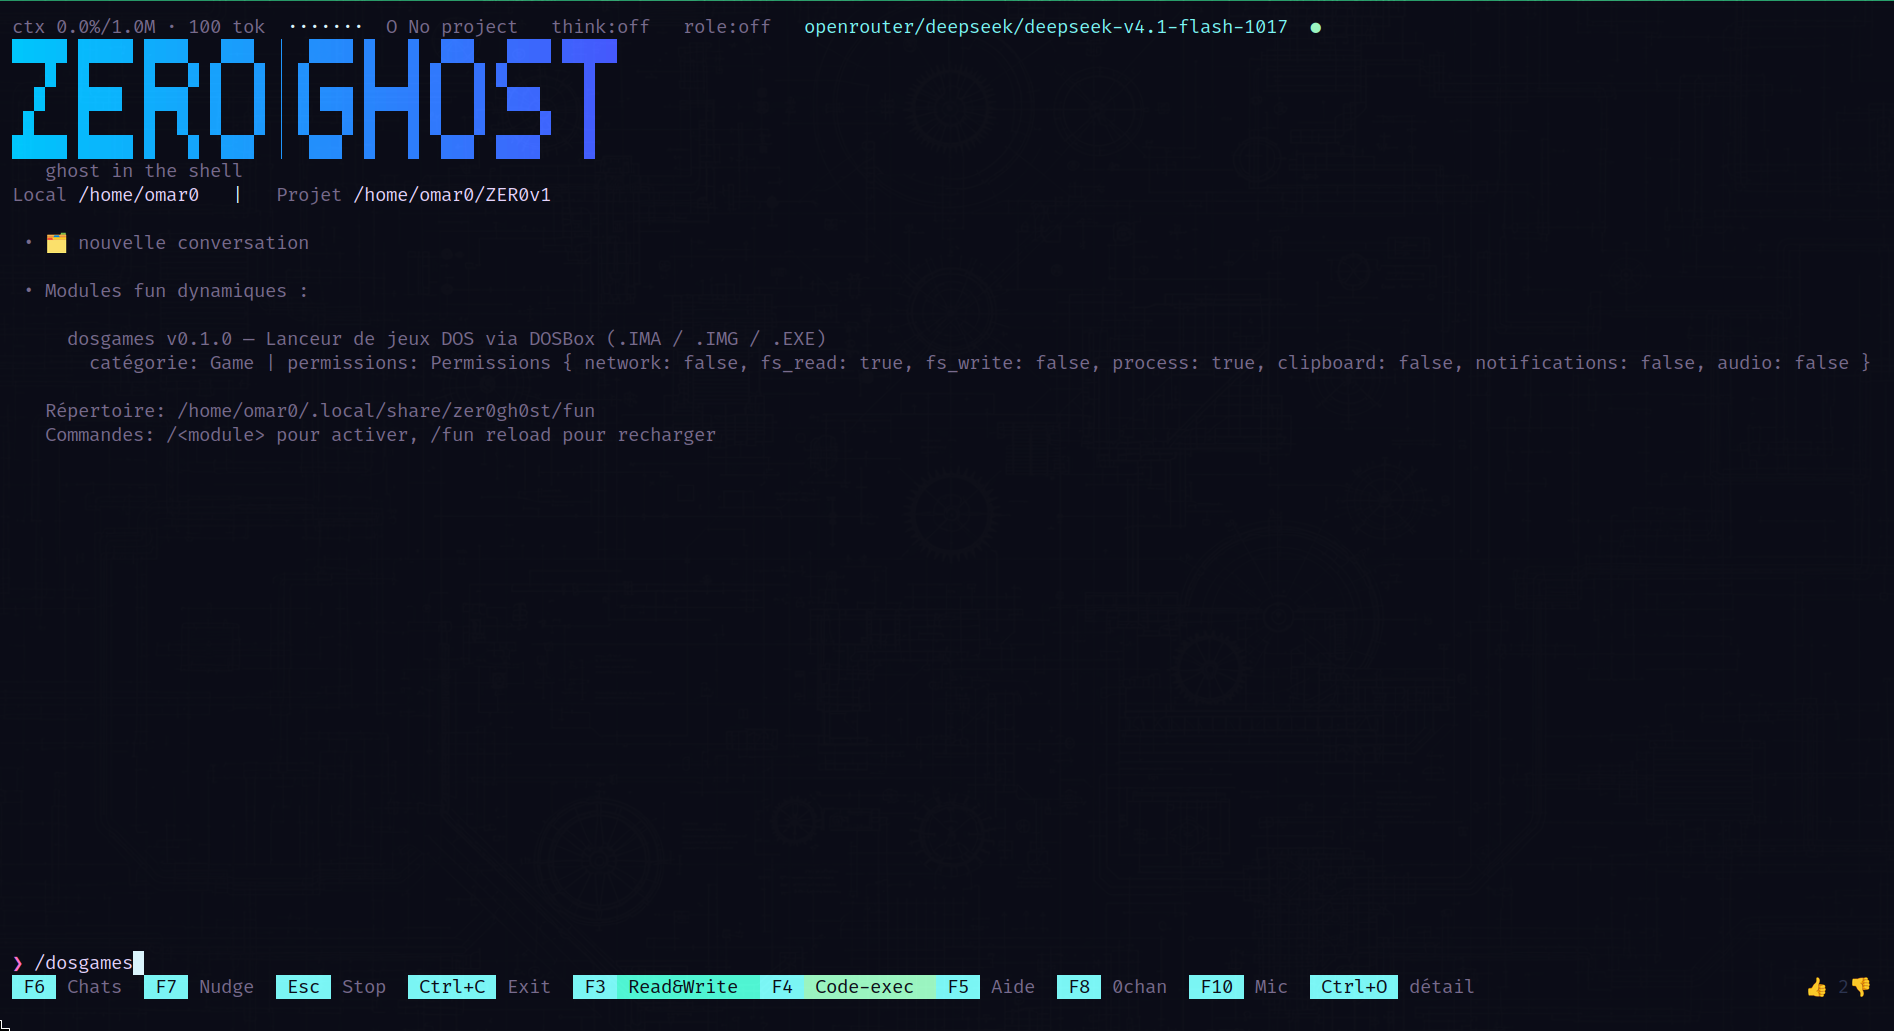 ctx 0.0%/1.0M · 100 tok ······· O No project think:off role:off openrouter/deepseek/deepseek-v4.1-flash-1017 ●
ZERO|GHOST
ghost in the shell
Local /home/omar0 | Projet /home/omar0/ZER0v1
• 🗂️ nouvelle conversation
• Modules fun dynamiques :
dosgames v0.1.0 — Lanceur de jeux DOS via DOSBox (.IMA / .IMG / .EXE)
catégorie: Game | permissions: Permissions { network: false, fs_read: true, fs_write: false, process: true, clipboard: false, notifications: false, audio: false }
Répertoire: /home/omar0/.local/share/zer0gh0st/fun
Commandes: /<module> pour activer, /fun reload pour recharger
❯ /dosgames
F6 Chats F7 Nudge Esc Stop Ctrl+C Exit F3 Read&Write F4 Code-exec F5 Aide F8 0chan F10 Mic Ctrl+O détail 👍 2👎